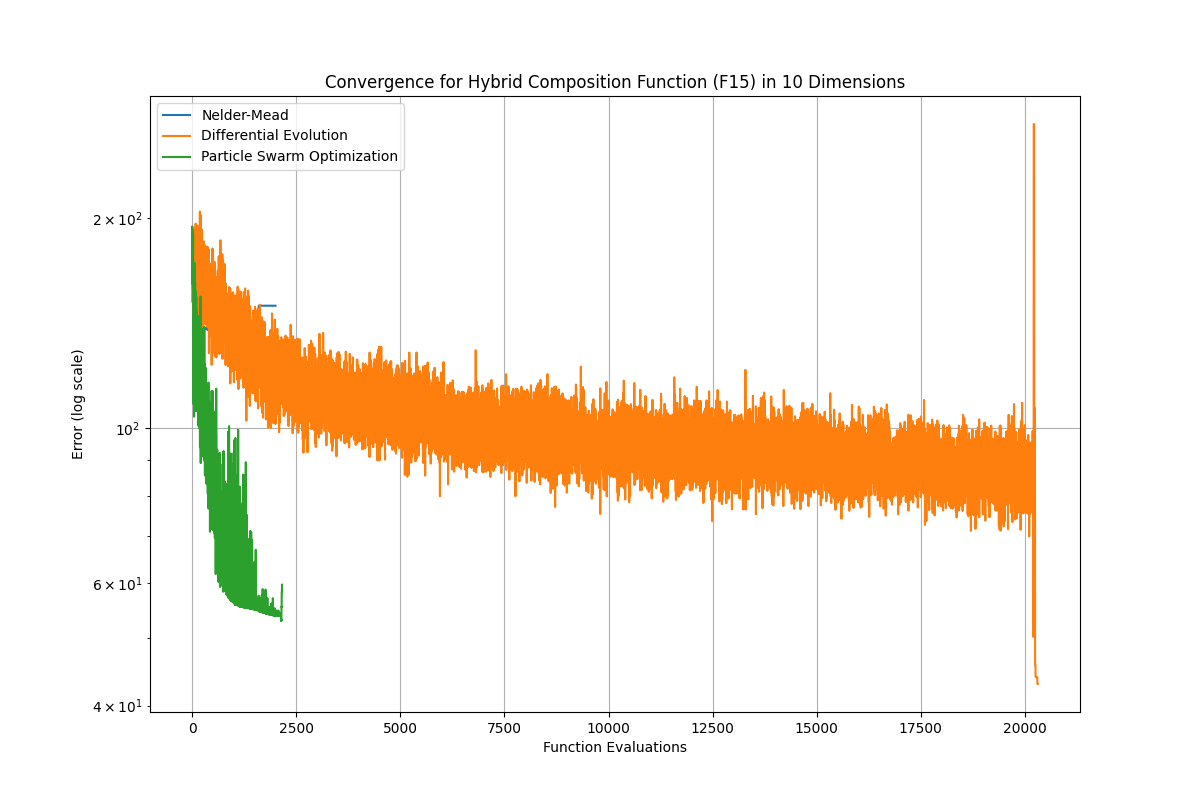 Convergence for Hybrid Composition Function (F15) in 10 Dimensions
Nelder-Mead
Differential Evolution
Particle Swarm Optimization
Error (log scale)
2 × 10²
10²
6 × 10¹
4 × 10¹
0 2500 5000 7500 10000 12500 15000 17500 20000
Function Evaluations